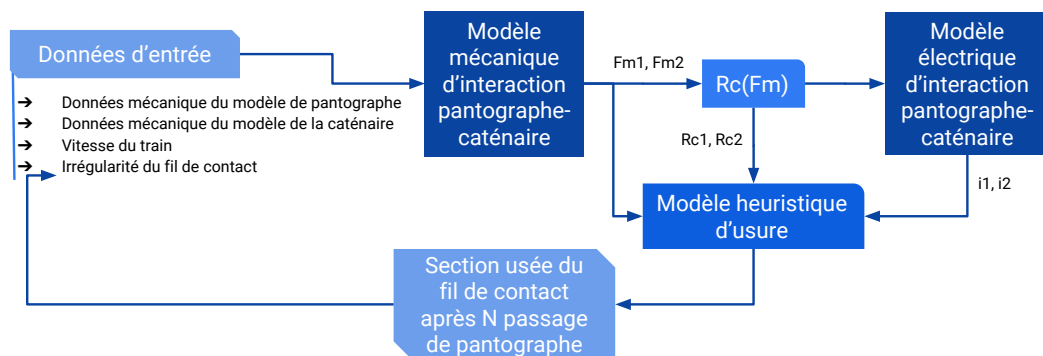 Données d'entrée
➔ Données mécanique du modèle de pantographe
➔ Données mécanique du modèle de la caténaire
➔ Vitesse du train
➔ Irrégularité du fil de contact
Modèle
mécanique
d'interaction
pantographe-
caténaire
Fm1, Fm2
Rc(Fm)
Rc1, Rc2
Modèle
électrique
d'interaction
pantographe-
caténaire
i1, i2
Modèle heuristique
d'usure
Section usée du
fil de contact
après N passage
de pantographe